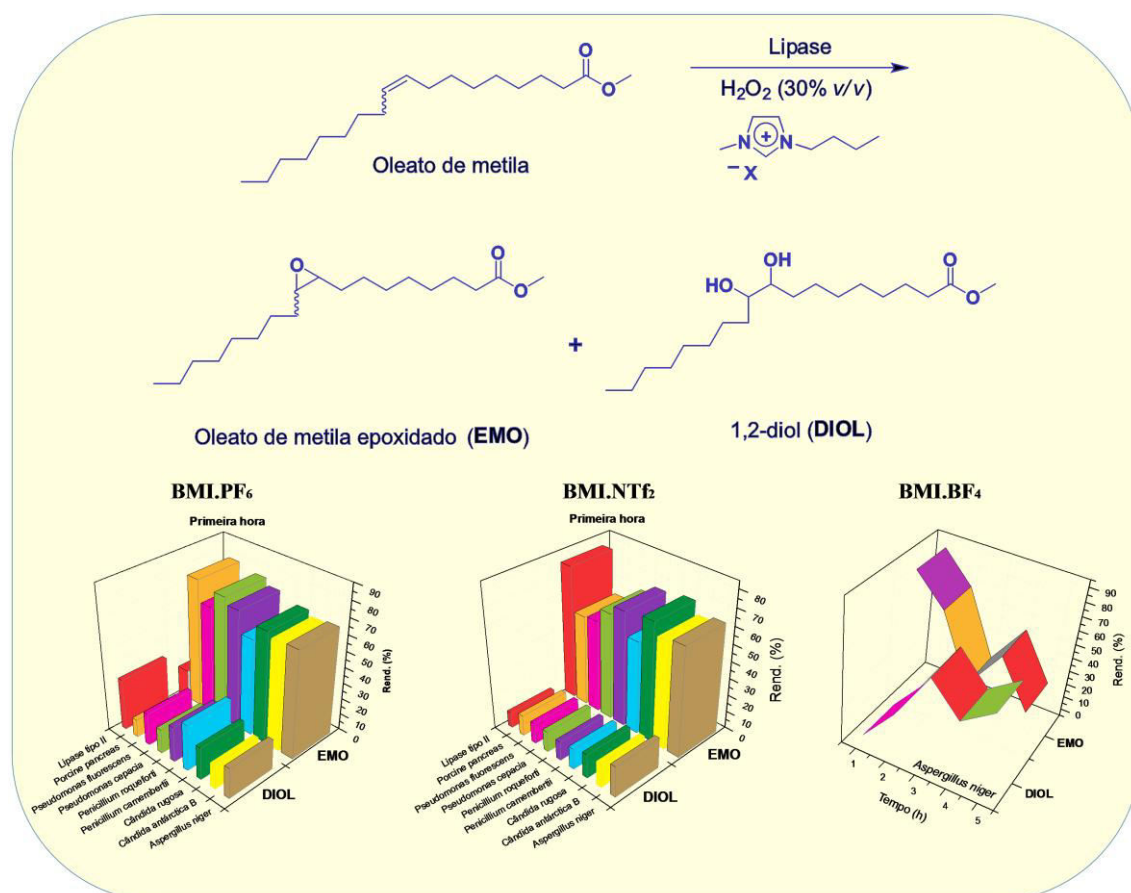 Lipase
H₂O₂ (30% v/v)
O
O
N + N
– X
Oleato de metila
O
O
O
Oleato de metila epoxidado (EMO)
+
OH
HO
O
O
1,2-diol (DIOL)
BMI.PF₆
Primeira hora
90
80
70
60
50
40
30
20
10
0
Rend. (%)
EMO
DIOL
Lipase tipo II
Porcine pancreas
Pseudomonas fluorescens
Pseudomonas cepacia
Penicillium roqueforti
Penicillium camembertii
Cândida rugosa
Cândida antárctica B
Aspergillus niger
BMI.NTf₂
Primeira hora
80
70
60
50
40
30
20
10
0
Rend. (%)
EMO
DIOL
Lipase tipo II
Porcine pancreas
Pseudomonas fluorescens
Pseudomonas cepacia
Penicillium roqueforti
Penicillium camembertii
Cândida rugosa
Cândida antárctica B
Aspergillus niger
BMI.BF₄
90
80
70
60
50
40
30
20
10
0
Rend. (%)
EMO
DIOL
Aspergillus niger
1
2
3
4
5
Tempo (h)